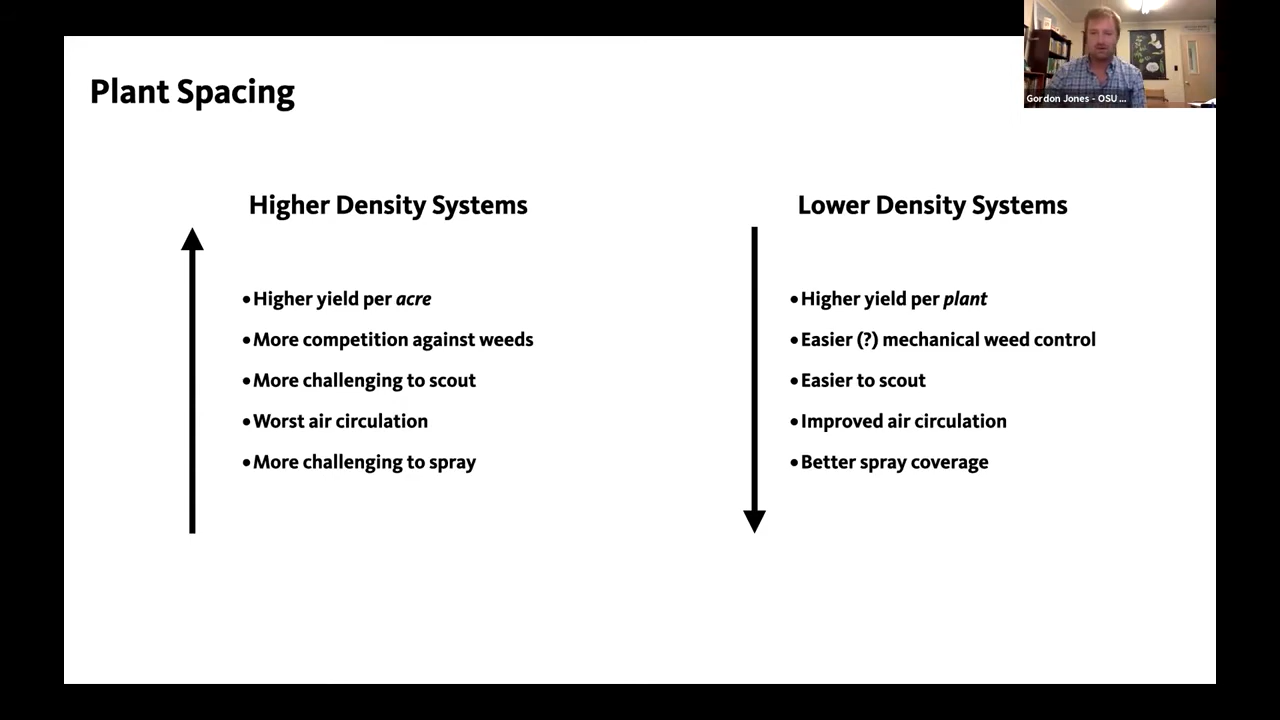 Plant Spacing
Gordon Jones - OSU ...
Higher Density Systems
• Higher yield per acre
• More competition against weeds
• More challenging to scout
• Worst air circulation
• More challenging to spray
Lower Density Systems
• Higher yield per plant
• Easier (?) mechanical weed control
• Easier to scout
• Improved air circulation
• Better spray coverage